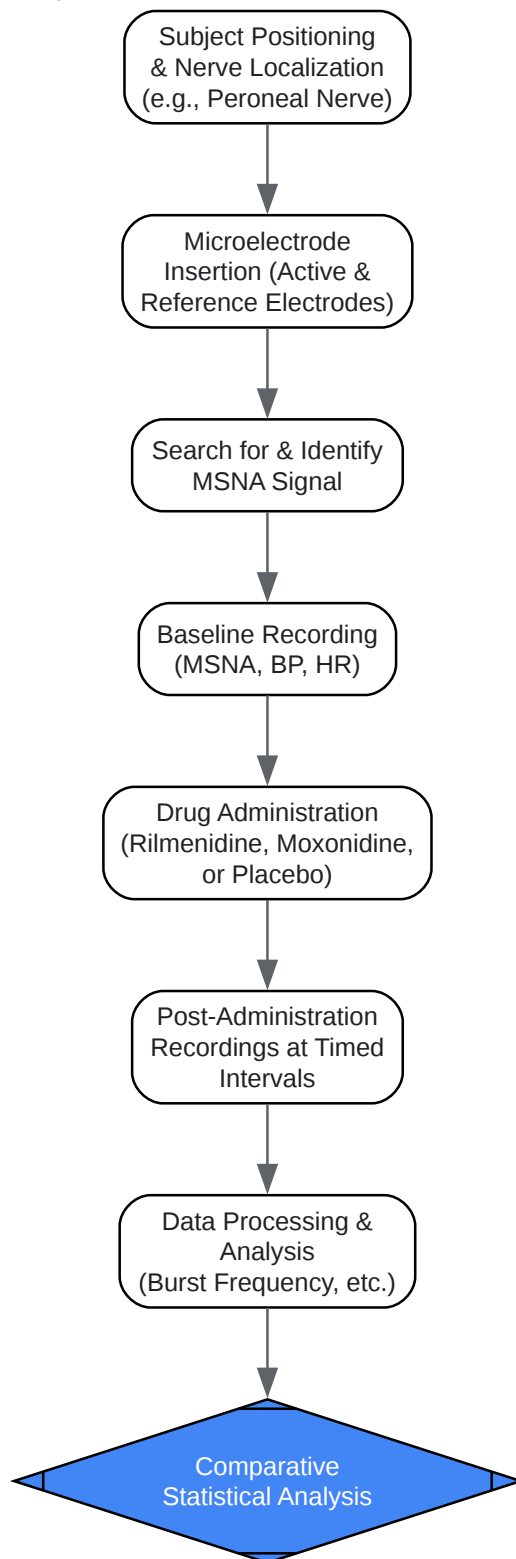 Subject Positioning
& Nerve Localization
(e.g., Peroneal Nerve)
Microelectrode
Insertion (Active &
Reference Electrodes)
Search for & Identify
MSNA Signal
Baseline Recording
(MSNA, BP, HR)
Drug Administration
(Rilmenidine, Moxonidine,
or Placebo)
Post-Administration
Recordings at Timed
Intervals
Data Processing &
Analysis
(Burst Frequency, etc.)
Comparative
Statistical Analysis